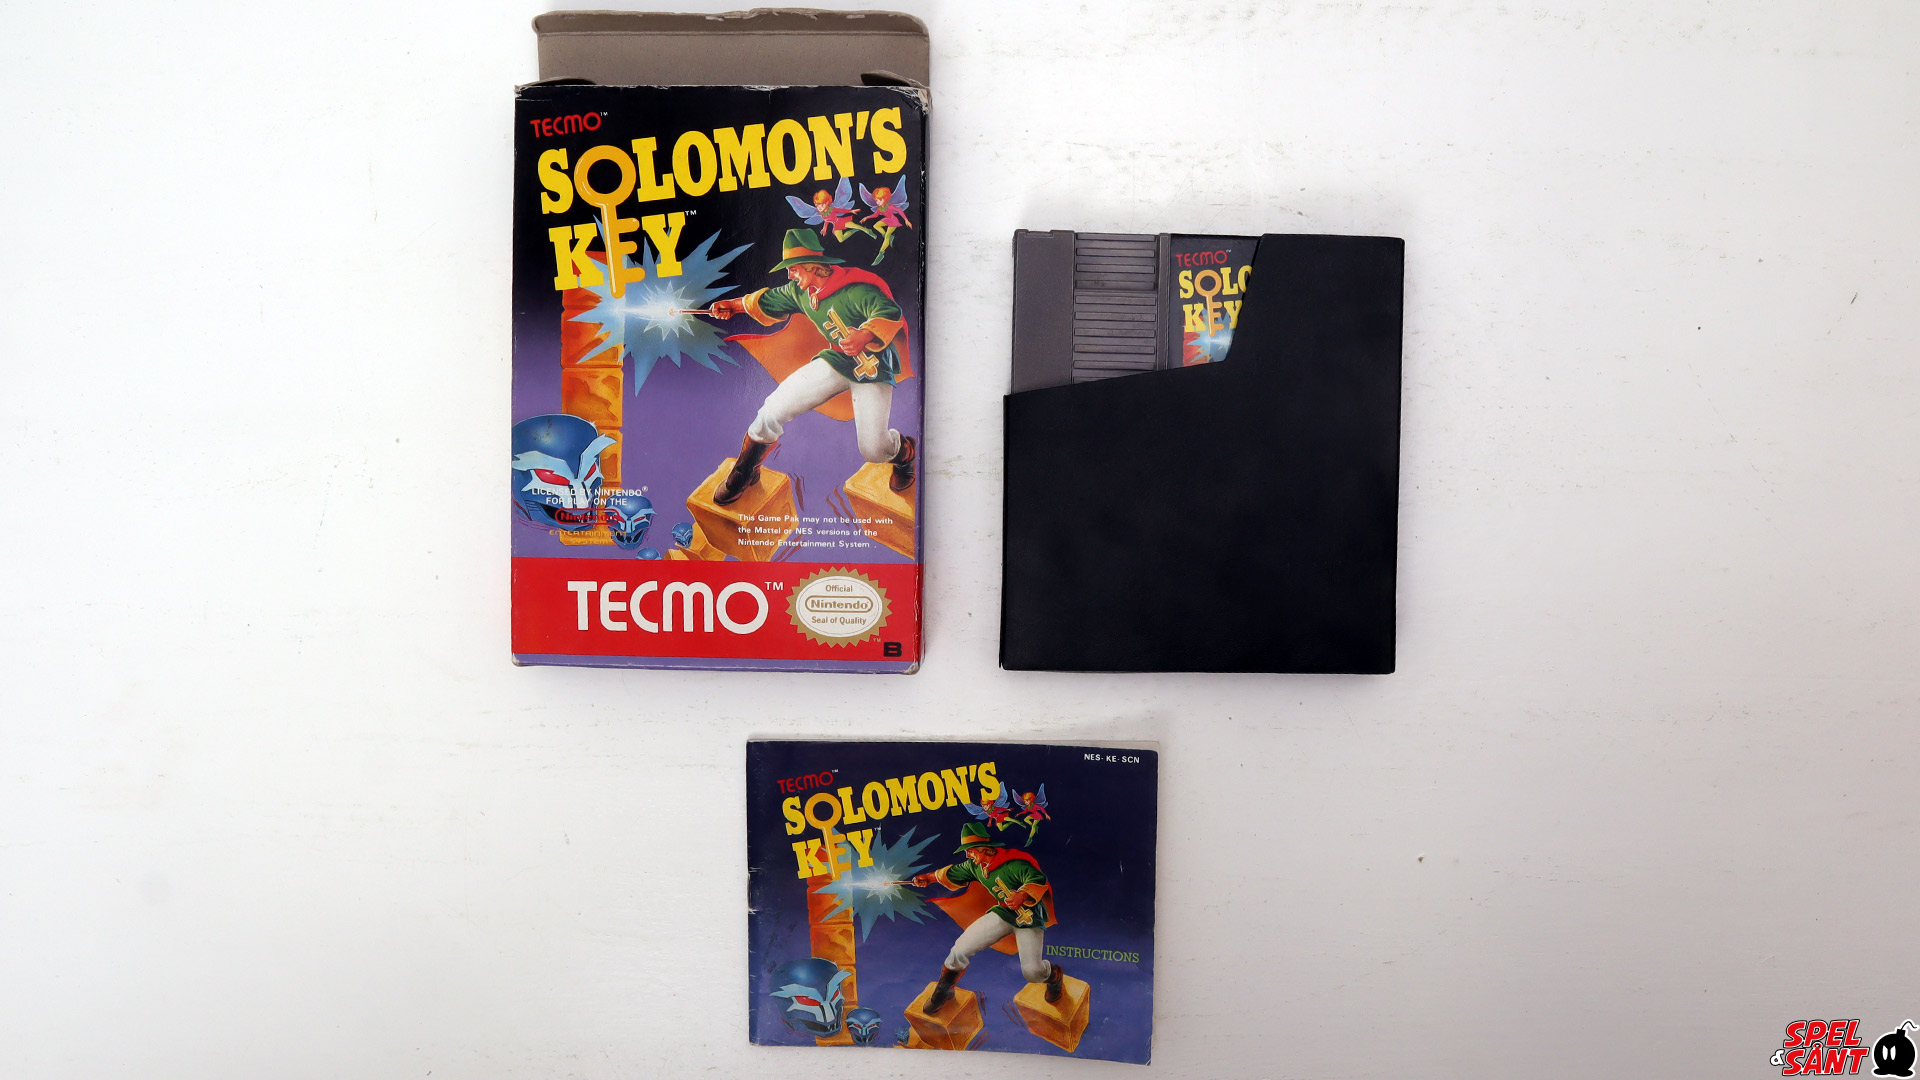 TECMO™
SOLOMON'S
KEY™
LICENSED BY NINTENDO®
FOR PLAY ON THE
Nintendo
ENTERTAINMENT
SYSTEM
This Game Pak may not be used with
the Mattel or NES versions of the
Nintendo Entertainment System .
TECMO™
Official
Nintendo
Seal of Quality
™
B
TECMO™
SOLO
KEY
NES-KE-SCN
TECMO™
SOLOMON'S
KEY™
INSTRUCTIONS
SPEL
& SÅNT